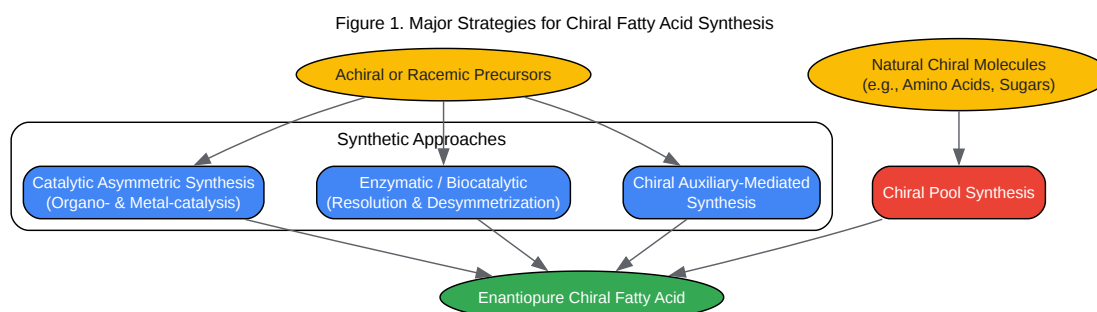 Figure 1. Major Strategies for Chiral Fatty Acid Synthesis
Achiral or Racemic Precursors
Natural Chiral Molecules
(e.g., Amino Acids, Sugars)
Synthetic Approaches
Catalytic Asymmetric Synthesis
(Organo- & Metal-catalysis)
Enzymatic / Biocatalytic
(Resolution & Desymmetrization)
Chiral Auxiliary-Mediated
Synthesis
Chiral Pool Synthesis
Enantiopure Chiral Fatty Acid